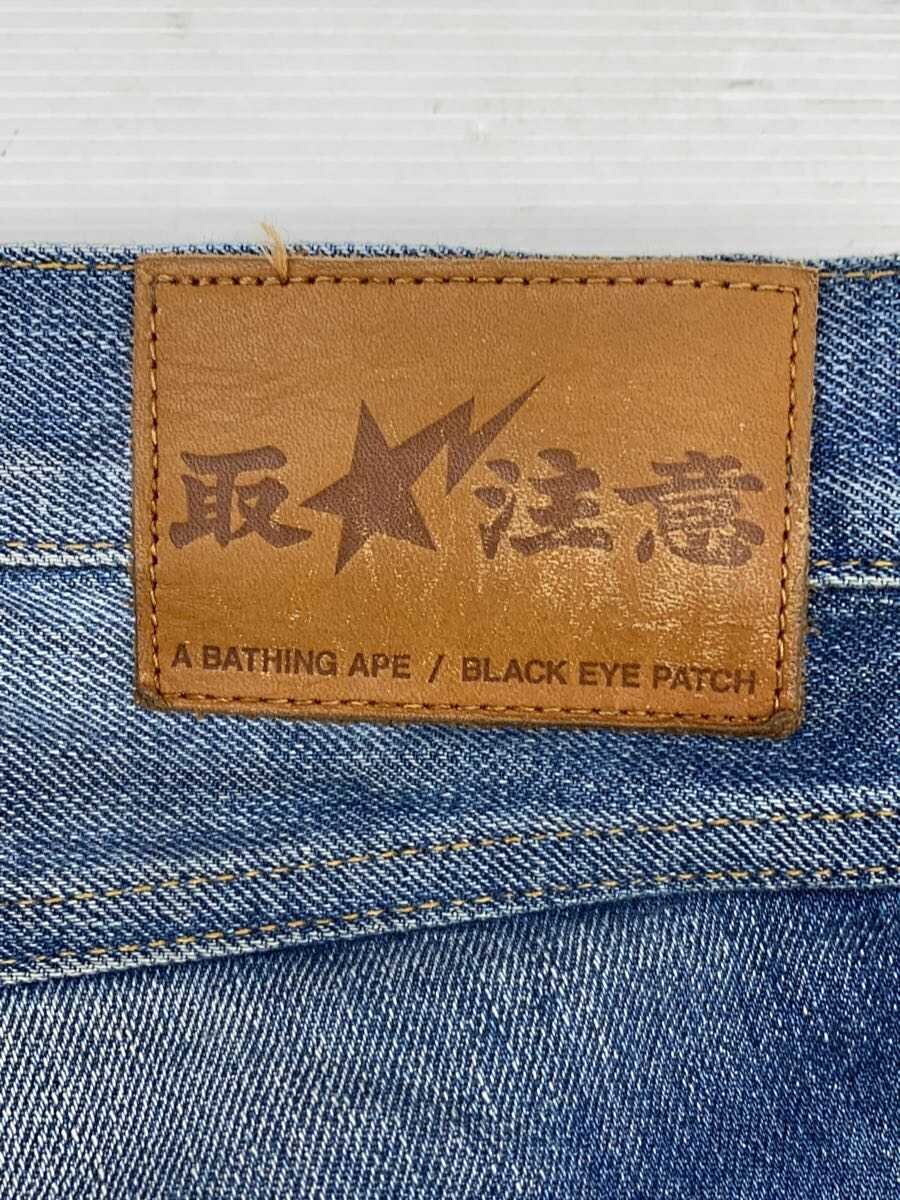 取★注意
A BATHING APE / BLACK EYE PATCH